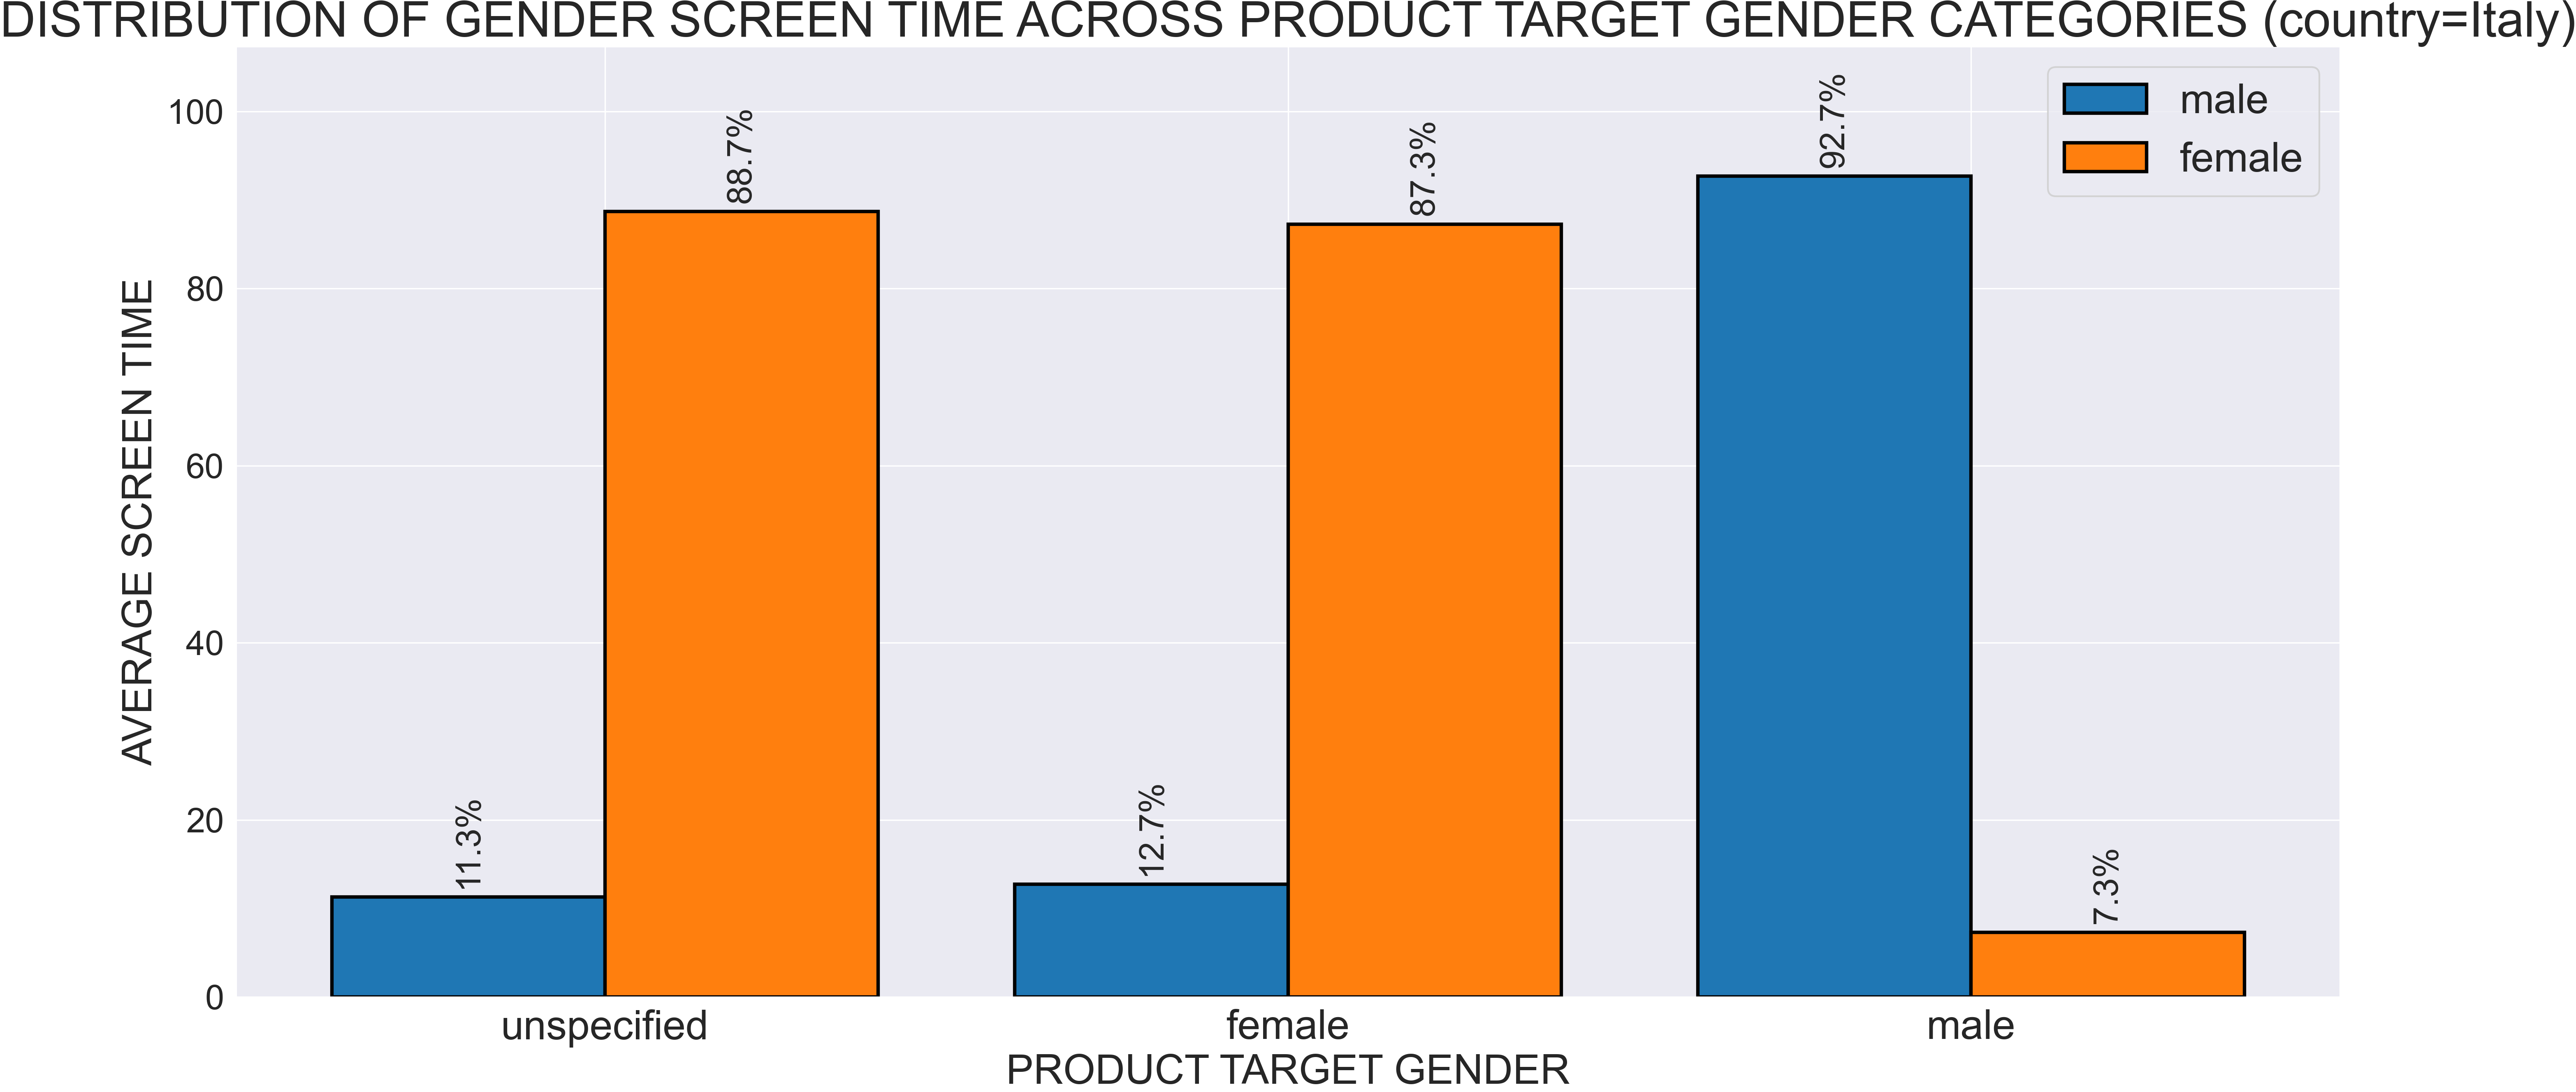 DISTRIBUTION OF GENDER SCREEN TIME ACROSS PRODUCT TARGET GENDER CATEGORIES (country=Italy)
male
female
AVERAGE SCREEN TIME
100
80
60
40
20
0
11.3%
88.7%
12.7%
87.3%
92.7%
7.3%
unspecified
female
male
PRODUCT TARGET GENDER